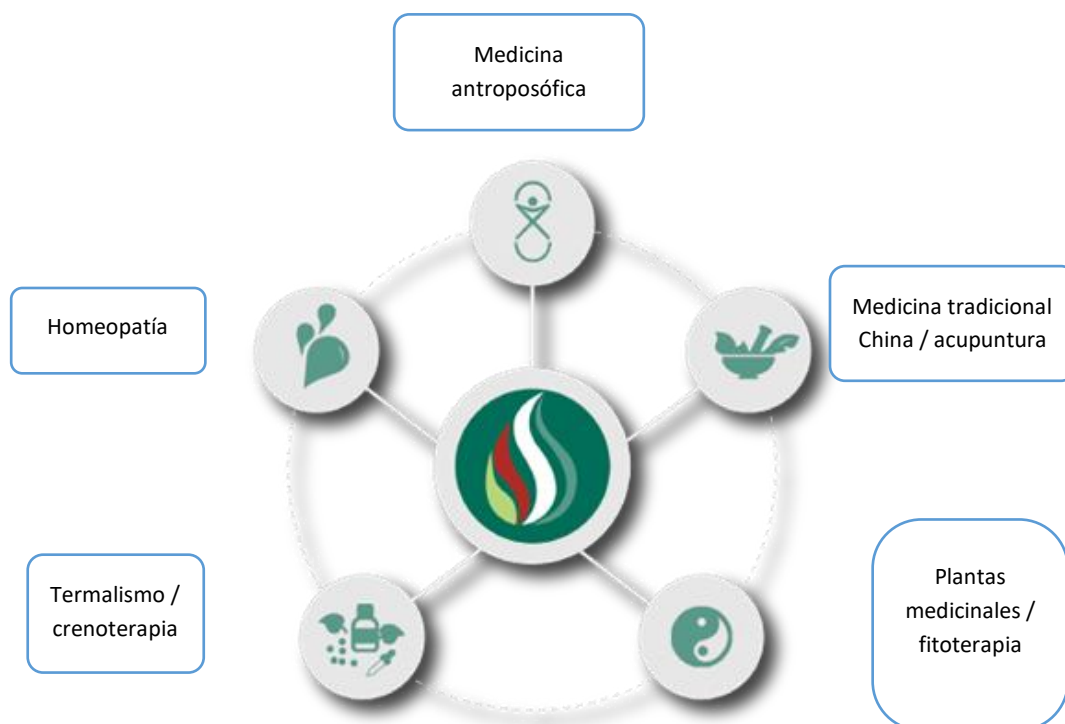 Medicina
antroposófica
Homeopatía
Medicina tradicional
China / acupuntura
Termalismo /
crenoterapia
Plantas
medicinales /
fitoterapia